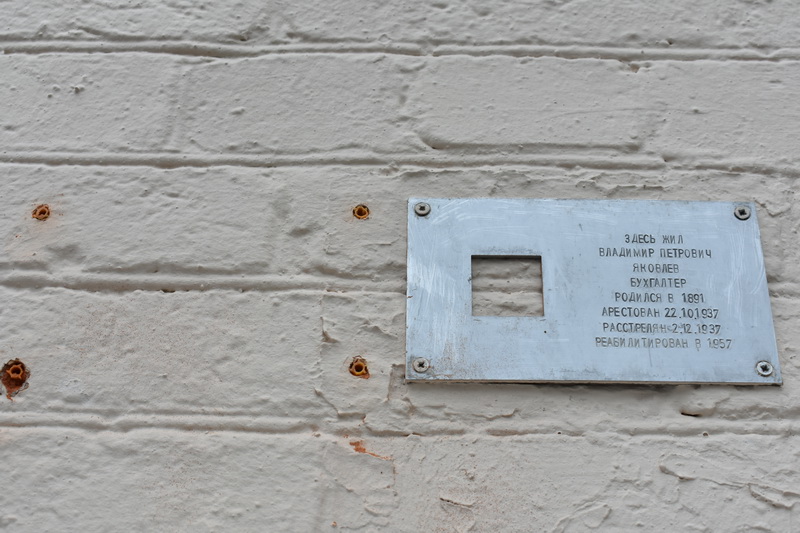 ЗДЕСЬ ЖИЛ
ВЛАДИМИР ПЕТРОВИЧ
ЯКОВЛЕВ
БУХГАЛТЕР
РОДИЛСЯ В 1891
АРЕСТОВАН 22.10.1937
РАССТРЕЛЯН 2.12.1937
РЕАБИЛИТИРОВАН В 1957